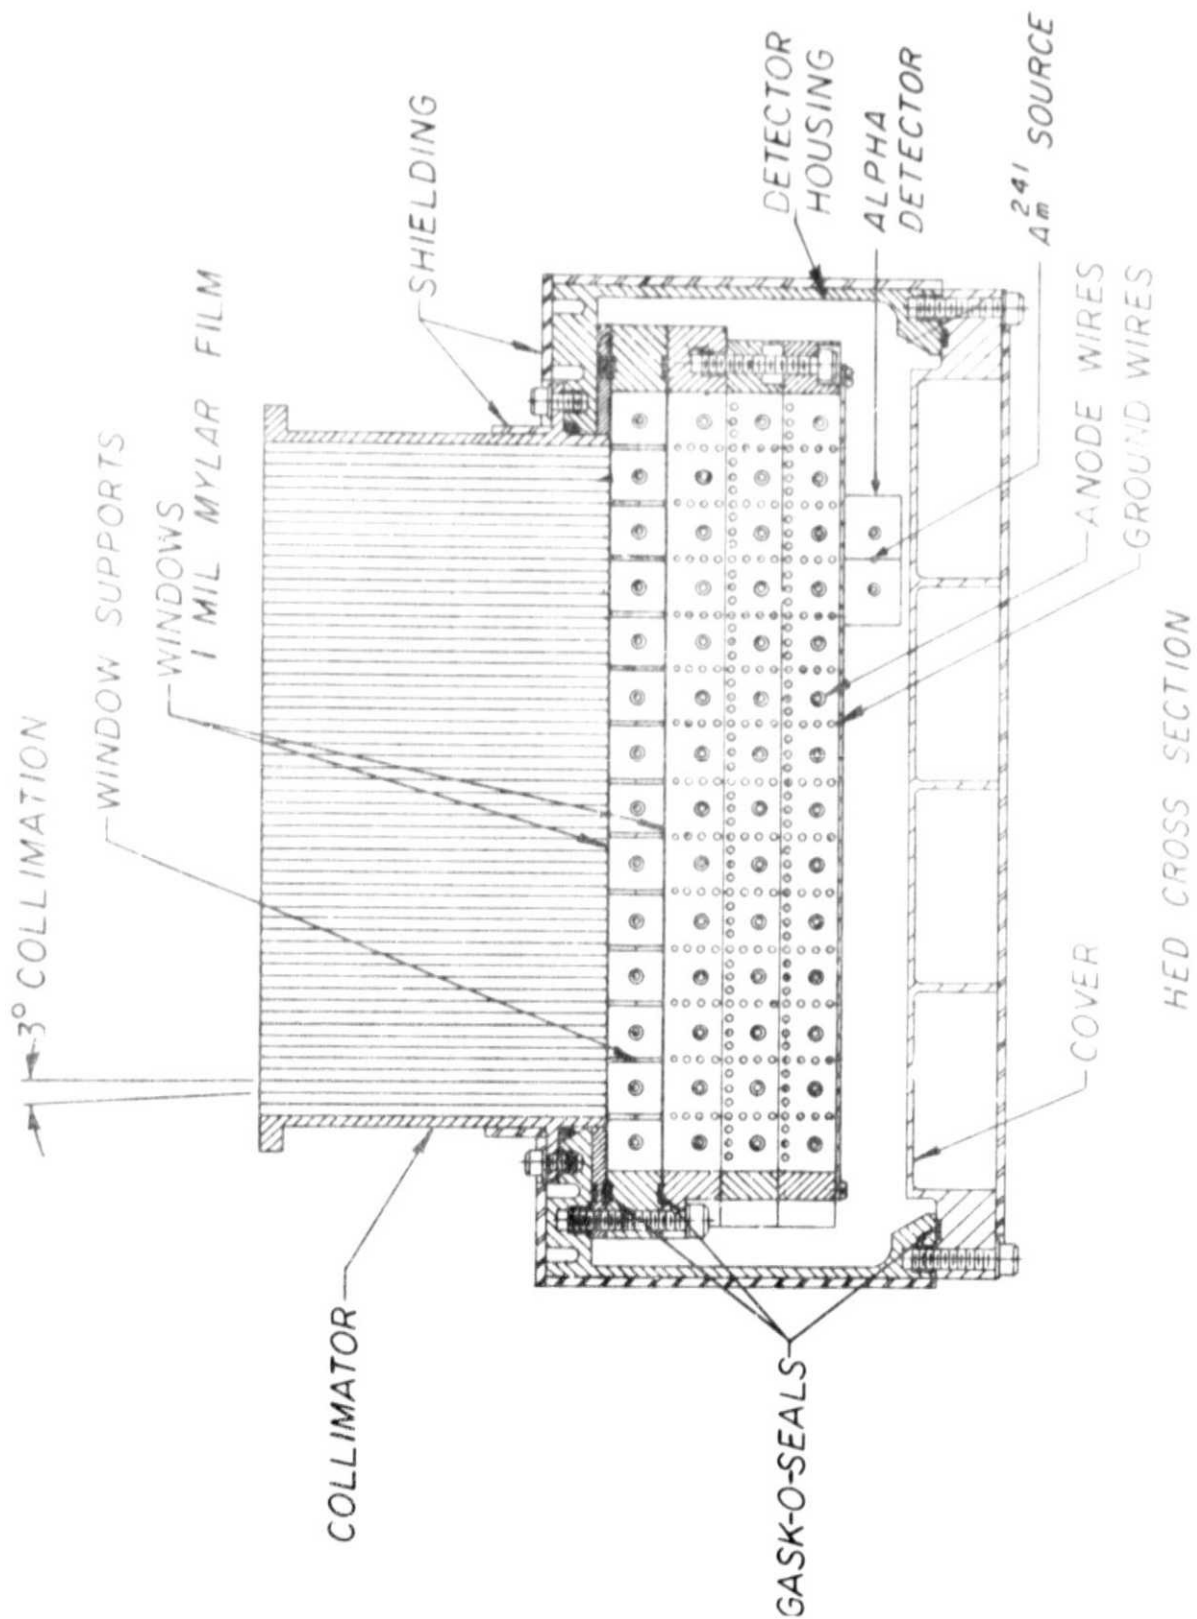 3° COLLIMATION
WINDOW SUPPORTS
WINDOWS
1 MIL MYLAR FILM
SHIELDING
COLLIMATOR
DETECTOR
HOUSING
ALPHA
DETECTOR
Am²⁴¹ SOURCE
ANODE WIRES
GROUND WIRES
GASK-O-SEALS
COVER
HED CROSS SECTION